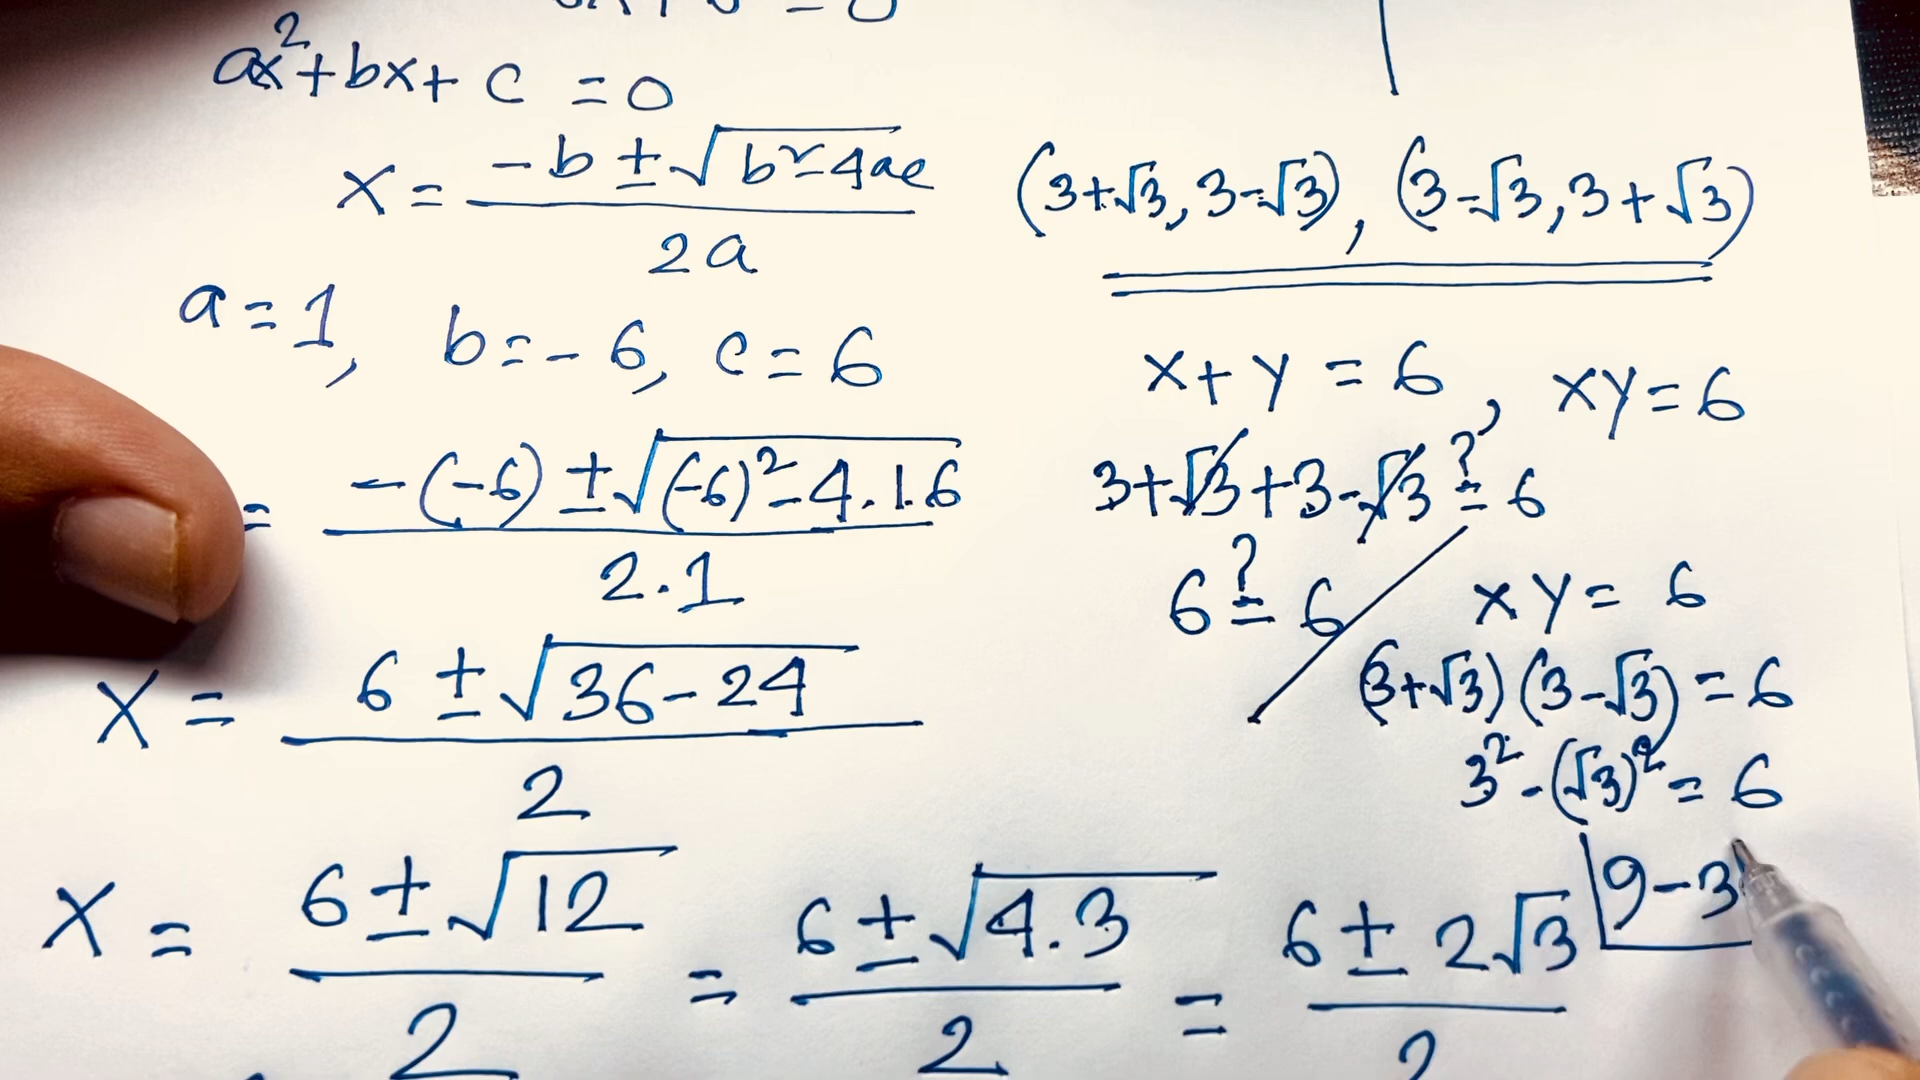 ax²+bx+c=0
x = (-b ± √(b²-4ac)) / 2a
a=1, b=-6, c=6
= (-(-6) ± √((-6)²-4.1.6)) / 2.1
x = (6 ± √(36-24)) / 2
x = (6 ± √12) / 2 = (6 ± √(4.3)) / 2 = (6 ± 2√3) / 2
(3+√3, 3-√3), (3-√3, 3+√3)
x+y=6, xy=6
3+√3+3-√3 ?= 6
6 ?= 6
xy=6
(3+√3)(3-√3)=6
3²-(√3)²=6
9-3